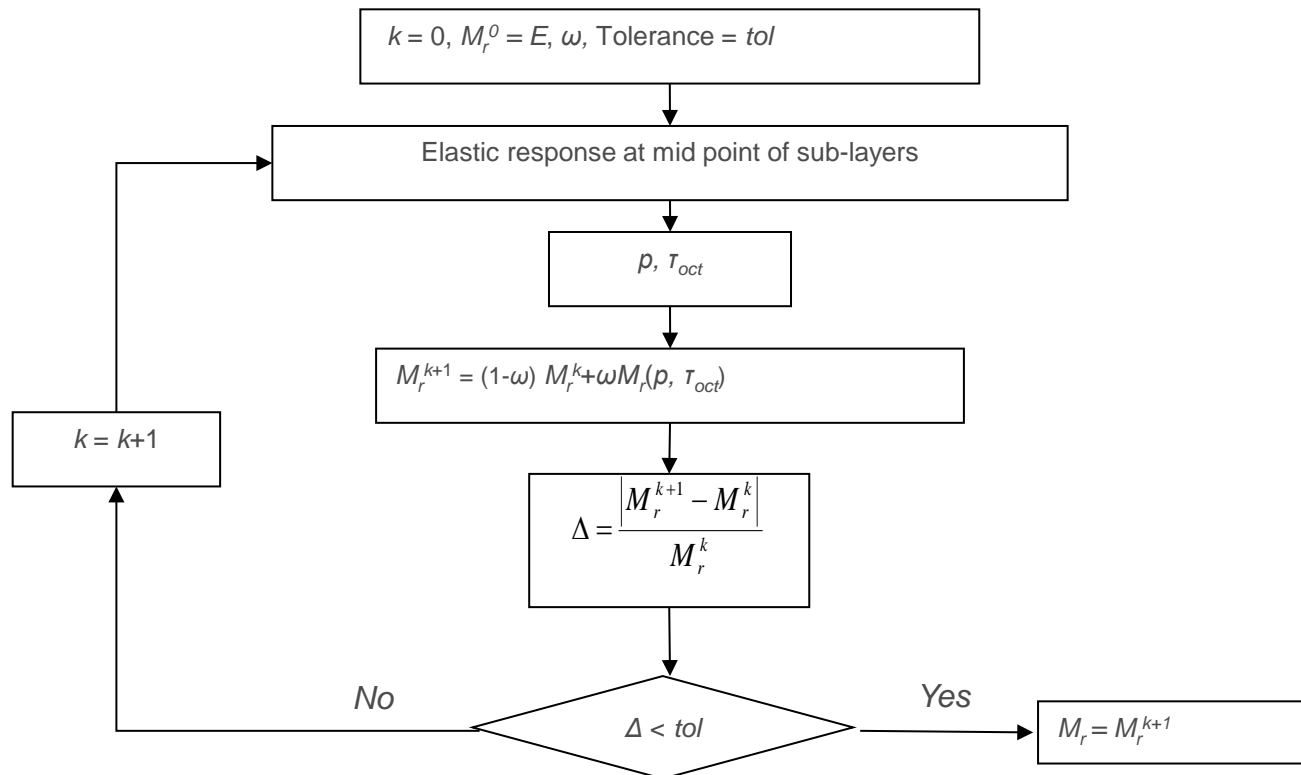 k = 0, M_r^0 = E, ω, Tolerance = tol
Elastic response at mid point of sub-layers
p, τ_oct
M_r^{k+1} = (1-ω) M_r^k+ωM_r(p, τ_oct)
k = k+1
Δ = |M_r^{k+1} − M_r^k| / M_r^k
No
Yes
Δ < tol
M_r = M_r^{k+1}